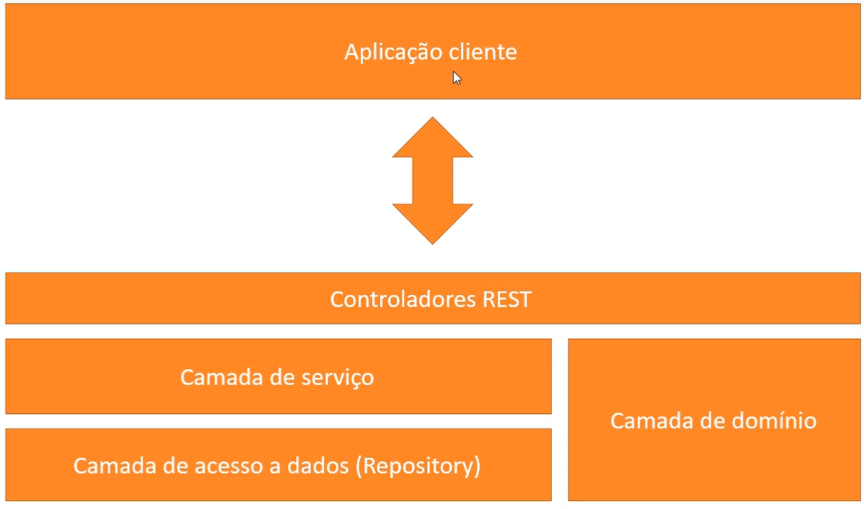 Aplicação cliente
Controladores REST
Camada de serviço
Camada de domínio
Camada de acesso a dados (Repository)